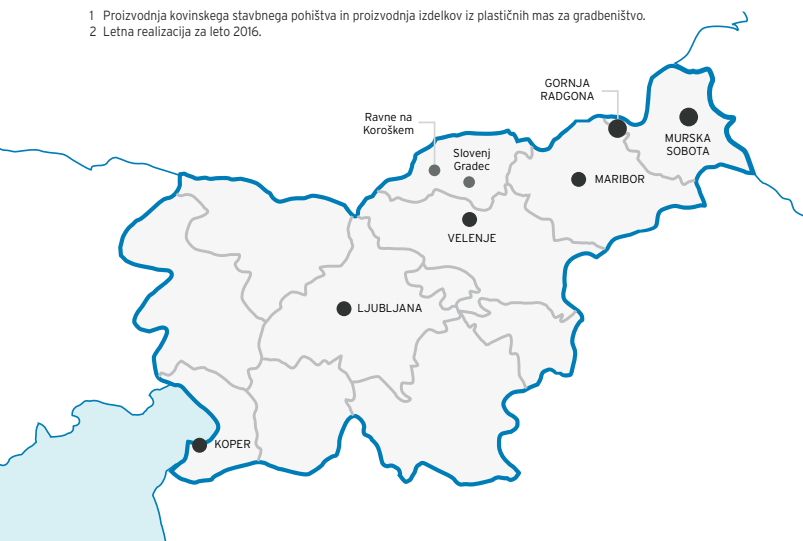 1 Proizvodnja kovinskega stavbnega pohištva in proizvodnja izdelkov iz plastičnih mas za gradbeništvo.
2 Letna realizacija za leto 2016.
GORNJA
RADGONA
Ravne na
Koroškem
MURSKA
SOBOTA
Slovenj
Gradec
MARIBOR
VELENJE
LJUBLJANA
KOPER